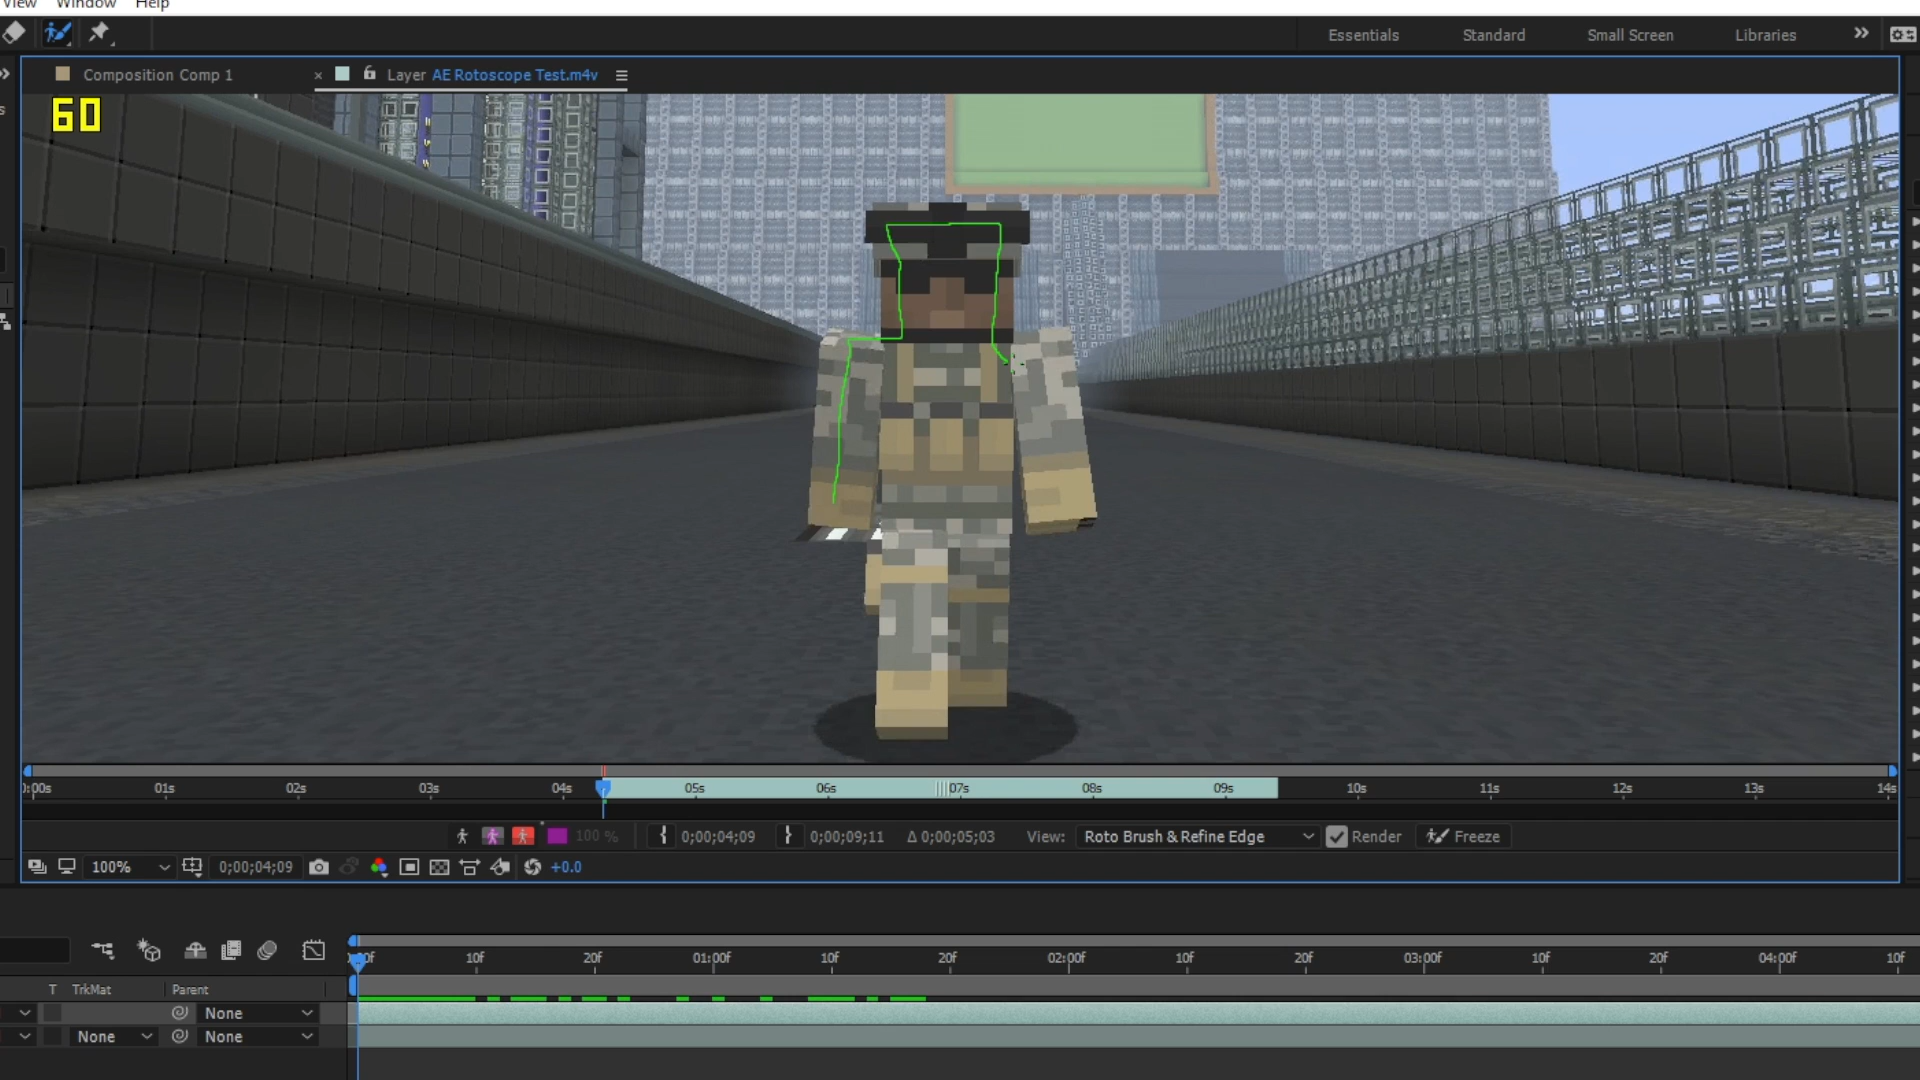 View Window Help
Essentials Standard Small Screen Libraries
Composition Comp 1 Layer AE Rotoscope Test.m4v
60
0:00s 01s 02s 03s 04s 05s 06s 07s 08s 09s 10s 11s 12s 13s 14s
100 % 0;00;04;09 0;00;09;11 Δ 0;00;05;03 View: Roto Brush & Refine Edge Render Freeze
100% 0;00;04;09 +0.0
10f 20f 01:00f 10f 20f 02:00f 10f 20f 03:00f 10f 20f 04:00f 10f
T TrkMat Parent
None
None None